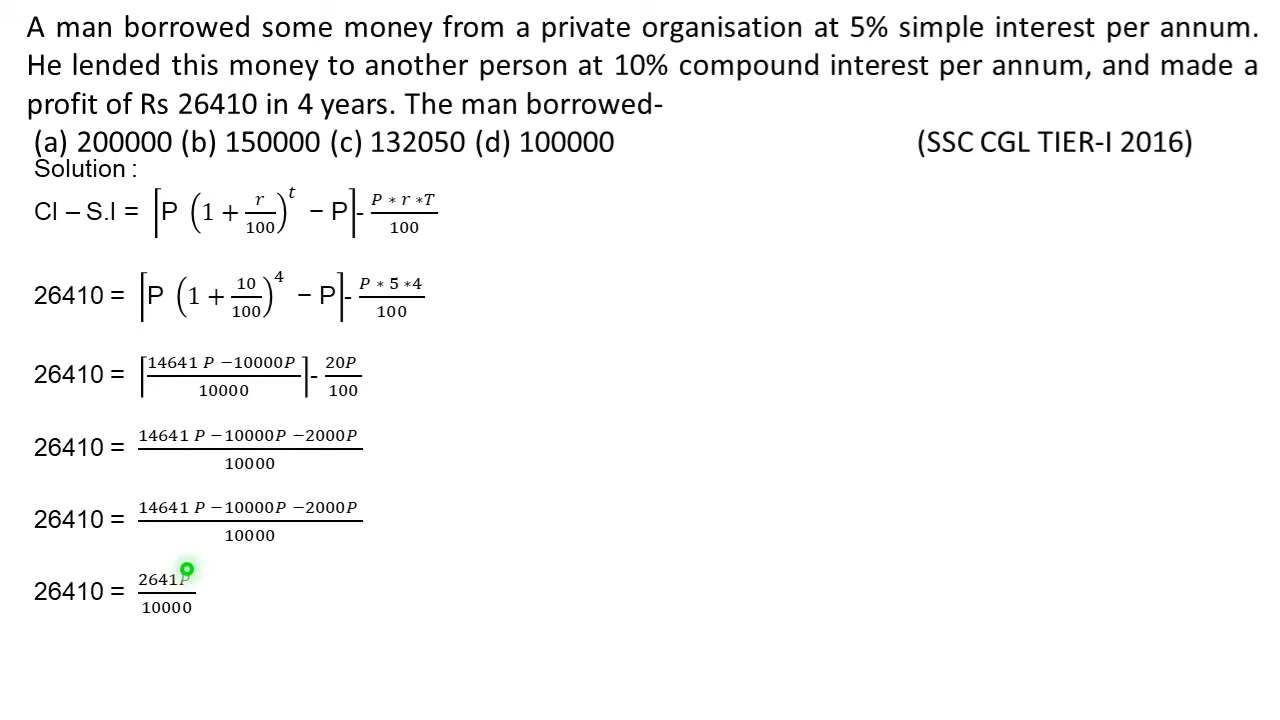 A man borrowed some money from a private organisation at 5% simple interest per annum.
He lended this money to another person at 10% compound interest per annum, and made a
profit of Rs 26410 in 4 years. The man borrowed-
(a) 200000 (b) 150000 (c) 132050 (d) 100000 (SSC CGL TIER-I 2016)
Solution :
CI – S.I = [P (1 + r/100)^t − P]- P * r *T/100
26410 = [P (1 + 10/100)^4 − P]- P * 5 *4/100
26410 = [14641 P −10000P/10000]- 20P/100
26410 = 14641 P −10000P −2000P/10000
26410 = 14641 P −10000P −2000P/10000
26410 = 2641P/10000